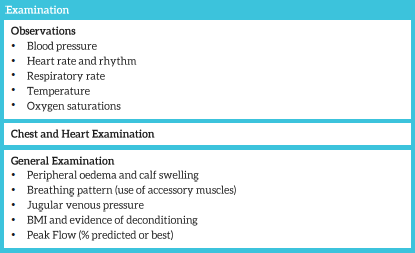 Examination
Observations
• Blood pressure
• Heart rate and rhythm
• Respiratory rate
• Temperature
• Oxygen saturations
Chest and Heart Examination
General Examination
• Peripheral oedema and calf swelling
• Breathing pattern (use of accessory muscles)
• Jugular venous pressure
• BMI and evidence of deconditioning
• Peak Flow (% predicted or best)